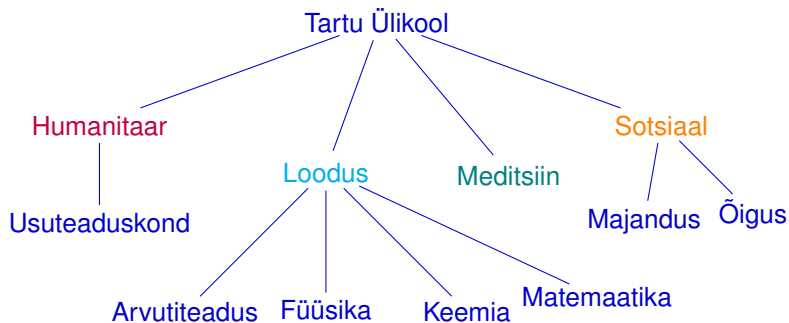 Tartu Ülikool
Humanitaar
Sotsiaal
Loodus
Meditsiin
Usuteaduskond
Majandus
Õigus
Arvutiteadus
Füüsika
Keemia
Matemaatika